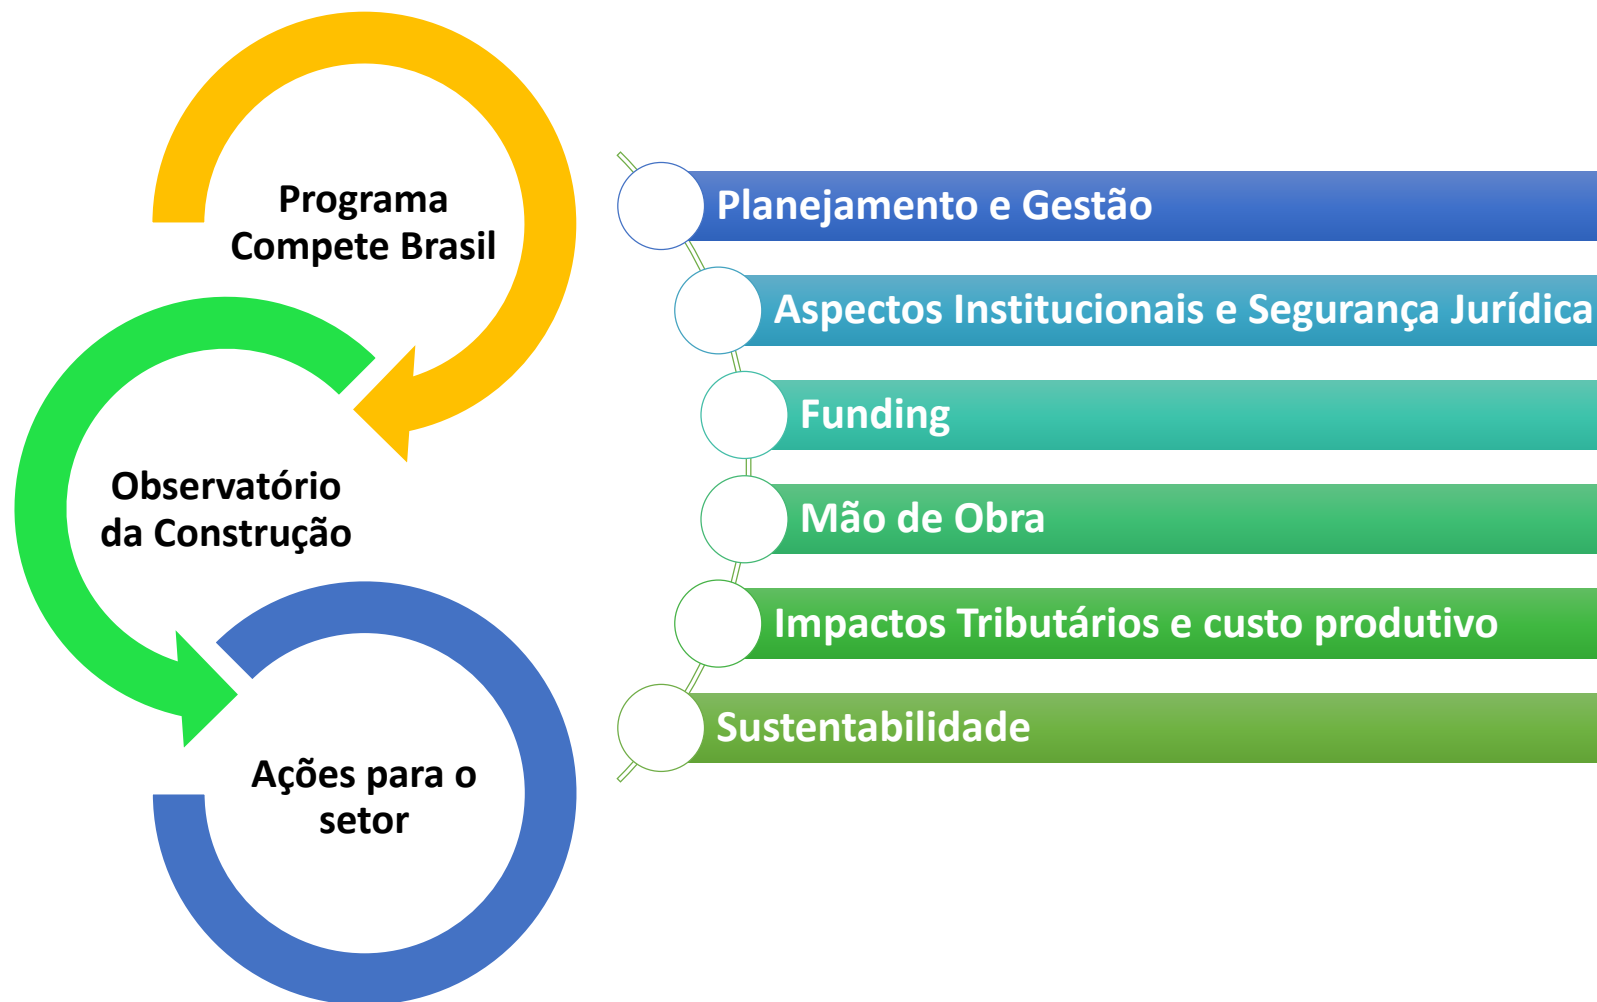 Programa
Compete Brasil
Observatório
da Construção
Ações para o
setor
Planejamento e Gestão
Aspectos Institucionais e Segurança Jurídica
Funding
Mão de Obra
Impactos Tributários e custo produtivo
Sustentabilidade